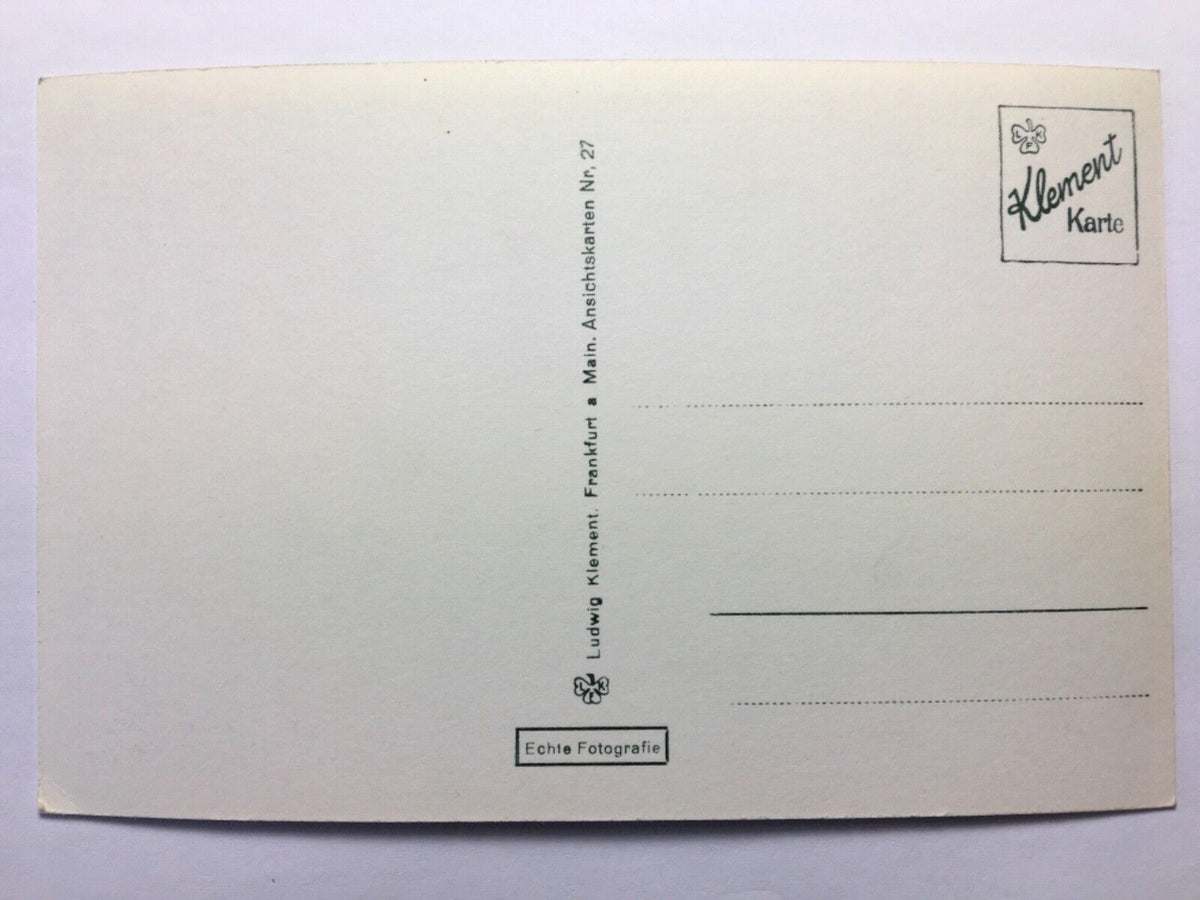 L K
F
Klement
Karte
Ludwig Klement. Frankfurt a Main. Ansichtskarten Nr, 27
L K
F
Echte Fotografie